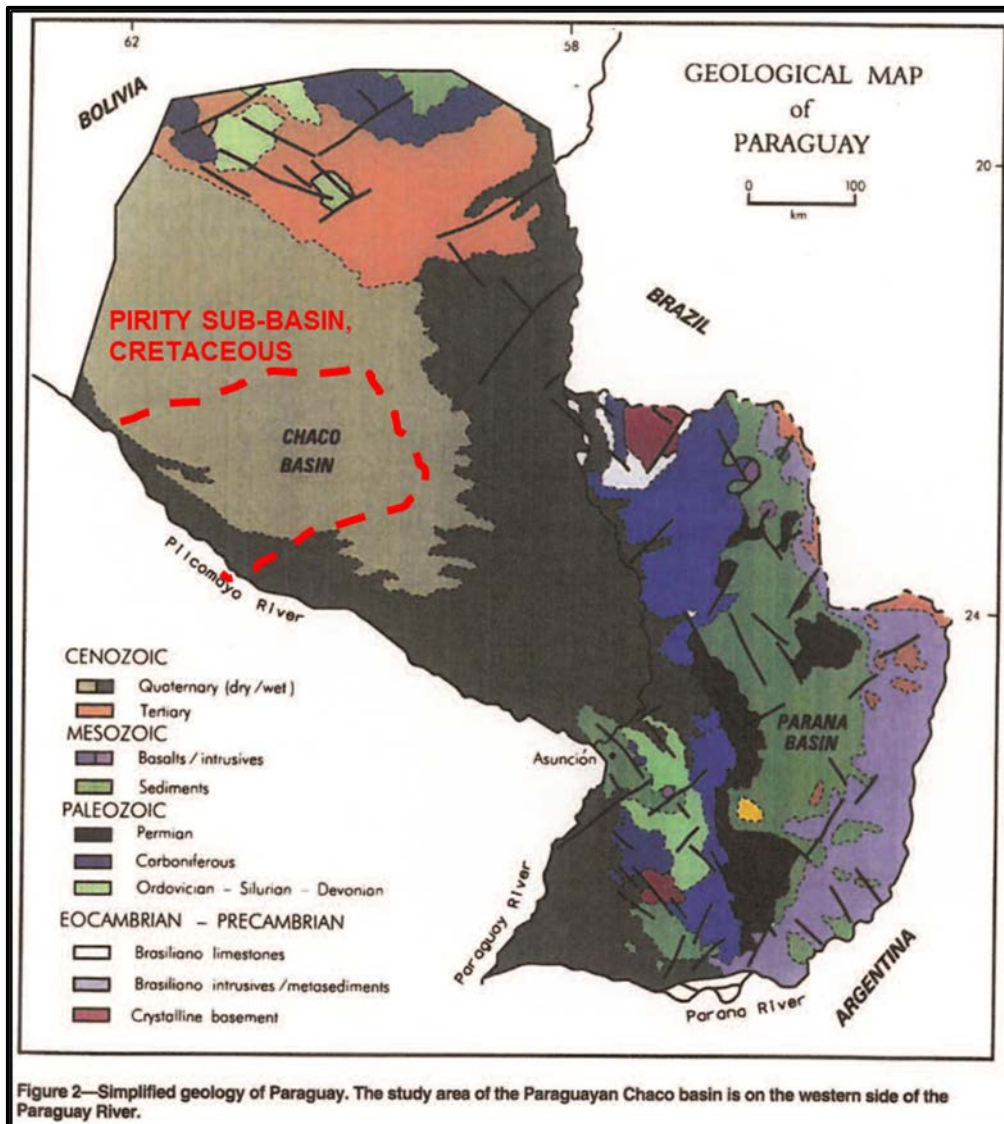 62
58
GEOLOGICAL MAP
of
PARAGUAY
0 100
km
20
BOLIVIA
BRAZIL
PIRITY SUB-BASIN,
CRETACEOUS
CHACO
BASIN
Pilcomayo River
24
CENOZOIC
Quaternary (dry/wet)
Tertiary
MESOZOIC
Basalts/intrusives
Sediments
PALEOZOIC
Permian
Carboniferous
Ordovician - Silurian - Devonian
EOCAMBRIAN - PRECAMBRIAN
Brasiliano limestones
Brasiliano intrusives/metasediments
Crystalline basement
Asunción
PARANA
BASIN
Paraguay River
Parana River
ARGENTINA
Figure 2—Simplified geology of Paraguay. The study area of the Paraguayan Chaco basin is on the western side of the
Paraguay River.